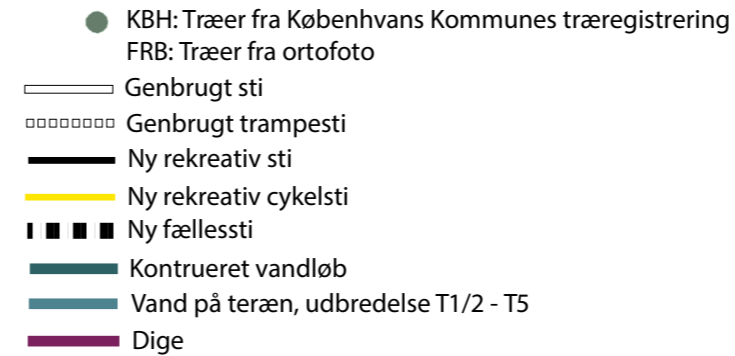 KBH: Træer fra Københvans Kommunes træregistrering
FRB: Træer fra ortofoto
Genbrugt sti
Genbrugt trampesti
Ny rekreativ sti
Ny rekreativ cykelsti
Ny fællessti
Kontrueret vandløb
Vand på teræn, udbredelse T1/2 - T5
Dige